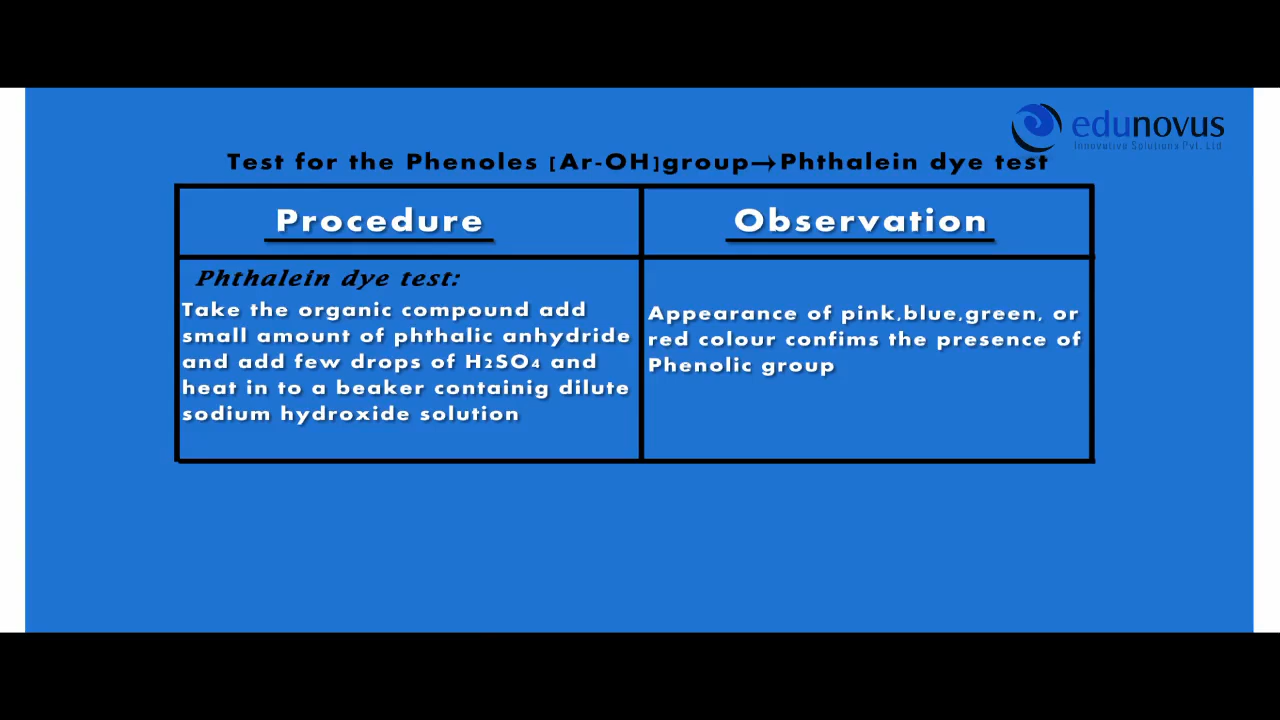 edunovus
Innovative Solutions Pvt. Ltd
Test for the Phenoles [Ar-OH]group→Phthalein dye test
Procedure
Observation
Phthalein dye test:
Take the organic compound add
small amount of phthalic anhydride
and add few drops of H2SO4 and
heat in to a beaker containig dilute
sodium hydroxide solution
Appearance of pink,blue,green, or
red colour confims the presence of
Phenolic group